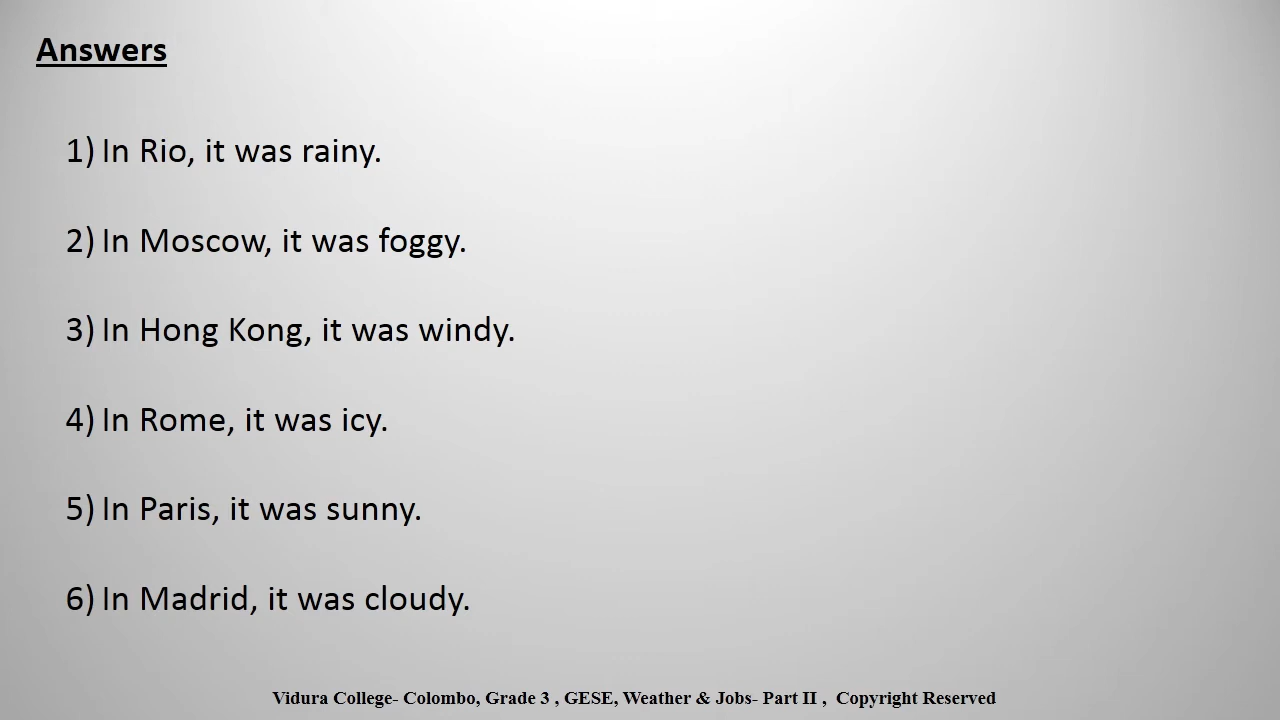 Answers
1) In Rio, it was rainy.
2) In Moscow, it was foggy.
3) In Hong Kong, it was windy.
4) In Rome, it was icy.
5) In Paris, it was sunny.
6) In Madrid, it was cloudy.
Vidura College- Colombo, Grade 3 , GESE, Weather & Jobs- Part II ,  Copyright Reserved